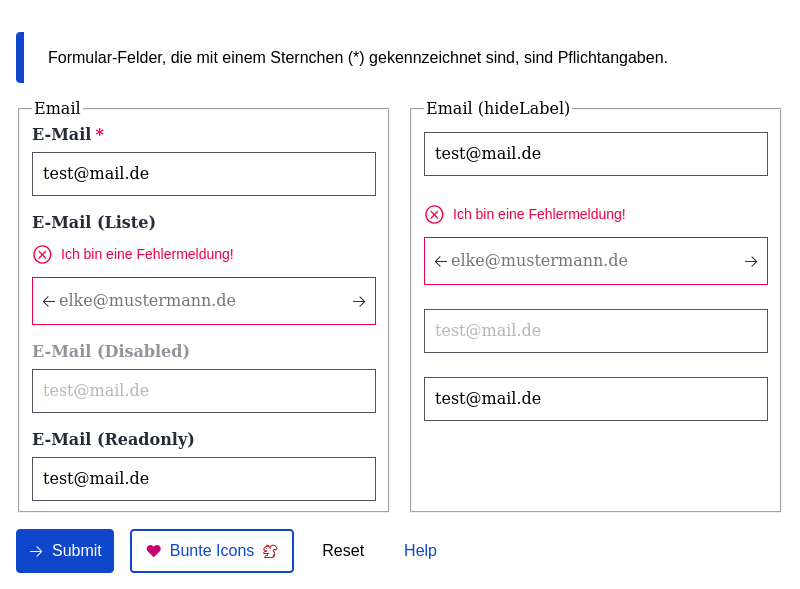 Formular-Felder, die mit einem Sternchen (*) gekennzeichnet sind, sind Pflichtangaben.
Email
E-Mail *
test@mail.de
E-Mail (Liste)
Ich bin eine Fehlermeldung!
elke@mustermann.de
E-Mail (Disabled)
test@mail.de
E-Mail (Readonly)
test@mail.de
Email (hideLabel)
test@mail.de
Ich bin eine Fehlermeldung!
elke@mustermann.de
test@mail.de
test@mail.de
Submit
Bunte Icons
Reset
Help